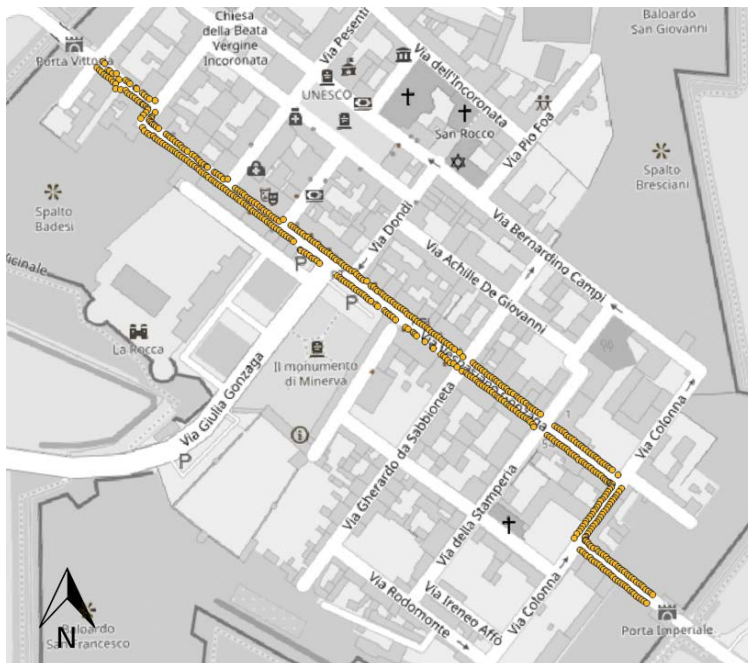 Chiesa
della Beata
Vergine
Incoronata
Via Pesenti
Via dell'Incoronata
Baloardo
San Giovanni
Porta Vittoria
UNESCO
San Rocco
Via Pio Foa
Spalto
Bresciani
Spalto
Badesi
Via Dondi
Via Bernardino Campi
Via Achille De Giovanni
P
P
La Rocca
Il monumento
di Minerva
Via Giulia Gonzaga
P
Via Colonna
Via Gherardo da Sabbioneta
Via della Stamperia
Via Rodomonte
Via Ireneo Affò
Via Colonna
Porta Imperiale
N
Baloardo
San Francesco